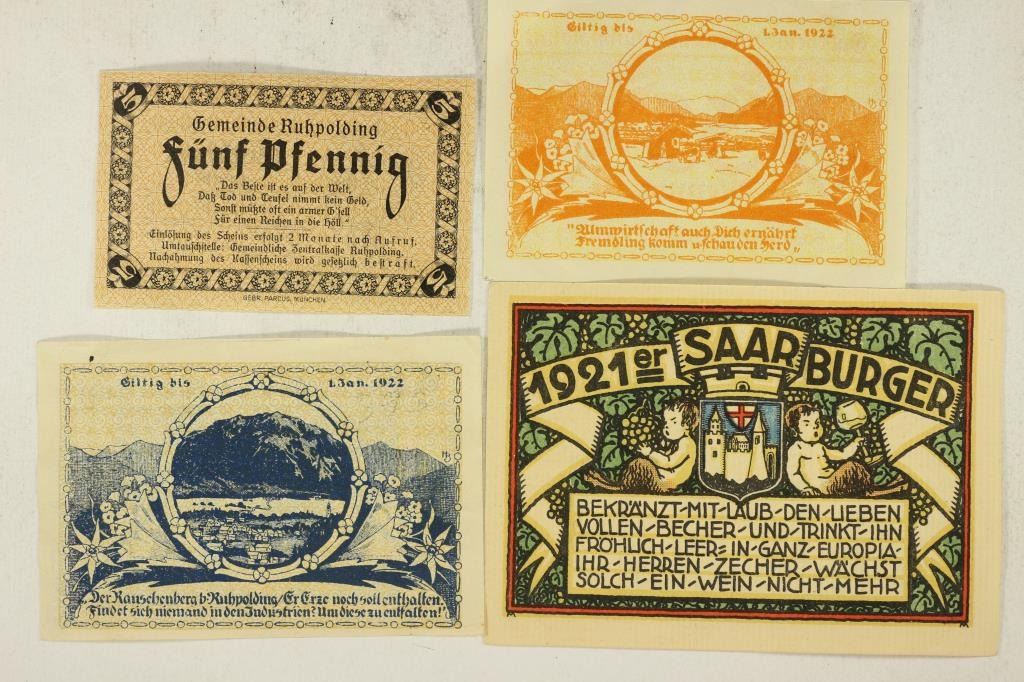 5 5
Gemeinde Ruhpolding
Fünf Pfennig
„Das Beste ist es auf der Welt,
Daß Tod und Teufel nimmt kein Geld,
Sonst müßte oft ein armer G'sell
Für einen Reichen in die Höll."
Einlösung des Scheins erfolgt 2 Monate nach Aufruf.
Umtauschstelle: Gemeindliche Zentralkasse Ruhpolding.
Nachahmung des Kassenscheins wird gesetzlich bestraft.
5 5
GEBR. PARCUS, MÜNCHEN
Giltig bis 1.Jan. 1922
"Almwirtschaft auch Dich ernährt
Fremdling komm u schau den Herd„
Giltig bis 1.Jan. 1922
„Der Rauschenberg b. Ruhpolding/Er Erze noch soll enthalten.
Findet sich niemand in den Industrien? Um diese zu entfalten!"
1921er SAAR BURGER
BEKRÄNZT-MIT-LAUB-DEN-LIEBEN
VOLLEN-BECHER-UND-TRINKT-IHN
FRÖHLICH-LEER=IN-GANZ-EUROPIA-
IHR-HERREN-ZECHER-WÄCHST
SOLCH-EIN-WEIN-NICHT-MEHR